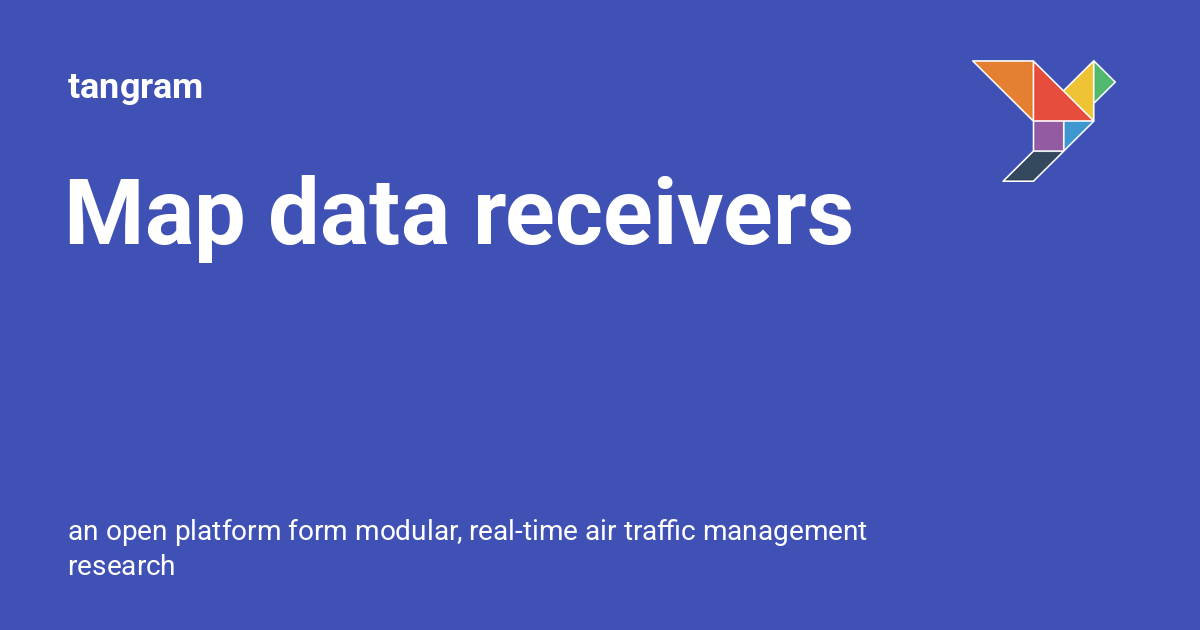 tangram
Map data receivers
an open platform form modular, real-time air traffic management
research